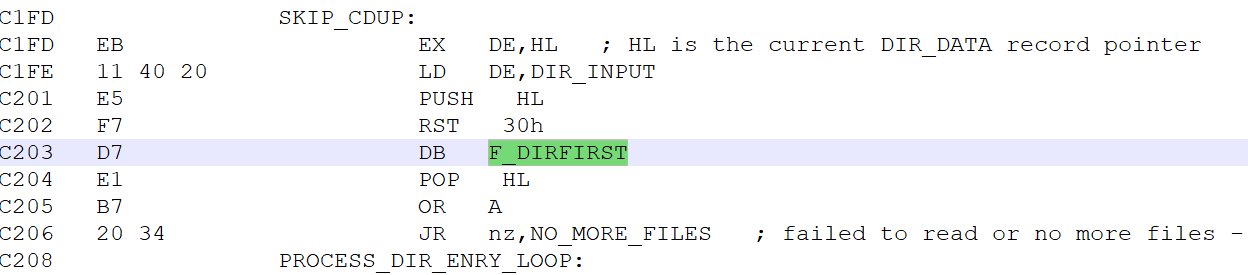 C1FD SKIP_CDUP:
C1FD EB EX DE,HL ; HL is the current DIR_DATA record pointer
C1FE 11 40 20 LD DE,DIR_INPUT
C201 E5 PUSH HL
C202 F7 RST 30h
C203 D7 DB F_DIRFIRST
C204 E1 POP HL
C205 B7 OR A
C206 20 34 JR nz,NO_MORE_FILES ; failed to read or no more files -
C208 PROCESS_DIR_ENRY_LOOP: